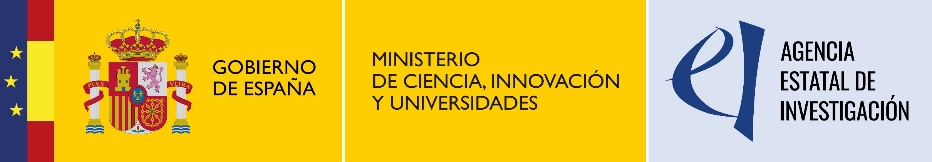 GOBIERNO
DE ESPAÑA
MINISTERIO
DE CIENCIA, INNOVACIÓN
Y UNIVERSIDADES
AGENCIA
ESTATAL DE
INVESTIGACIÓN